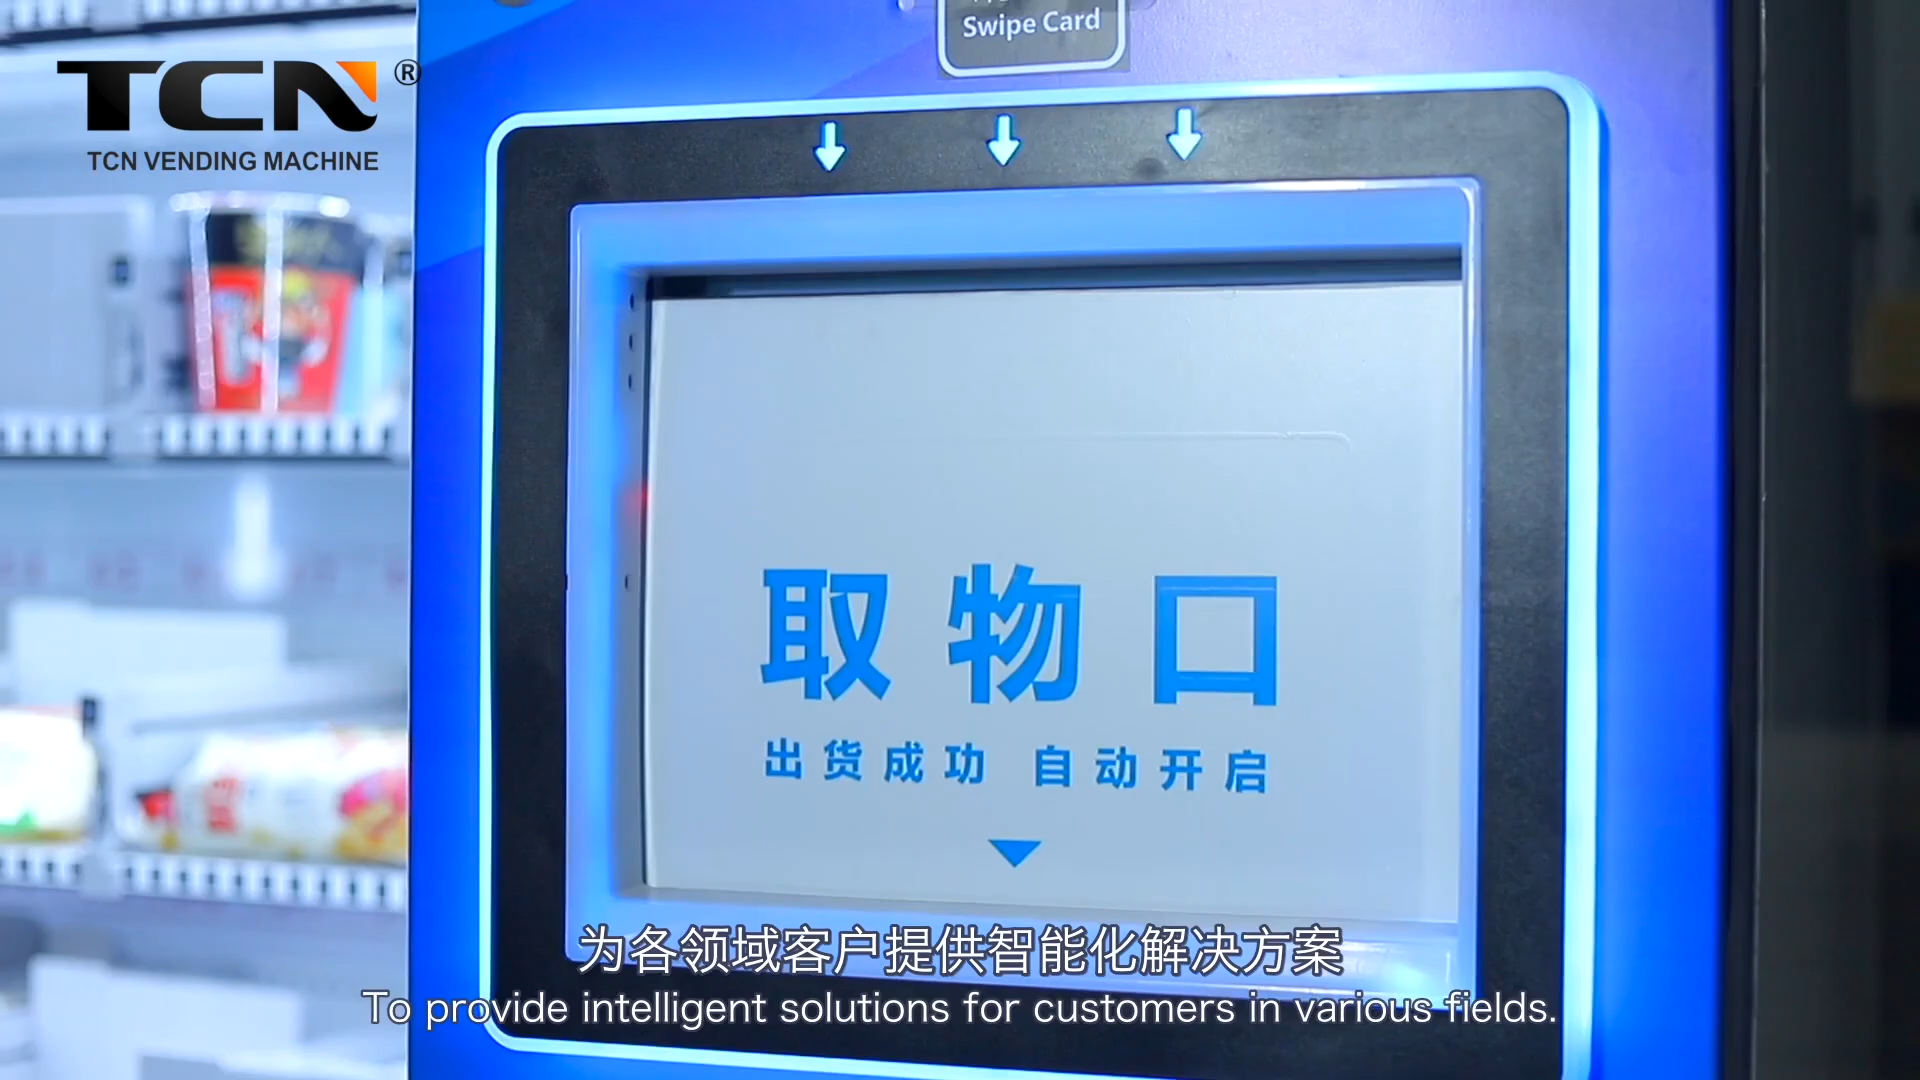 Swipe Card
TCN®
TCN VENDING MACHINE
取物口
出货成功 自动开启
为各领域客户提供智能化解决方案
To provide intelligent solutions for customers in various fields.